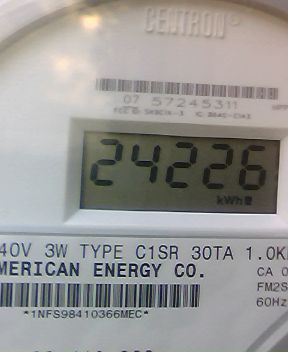 CENTRON®
07 57245311
24226
kWh
40V 3W TYPE C1SR 30TA 1.0K
MERICAN ENERGY CO.
CA 0
FM2S
60Hz
*1NFS98410366MEC*